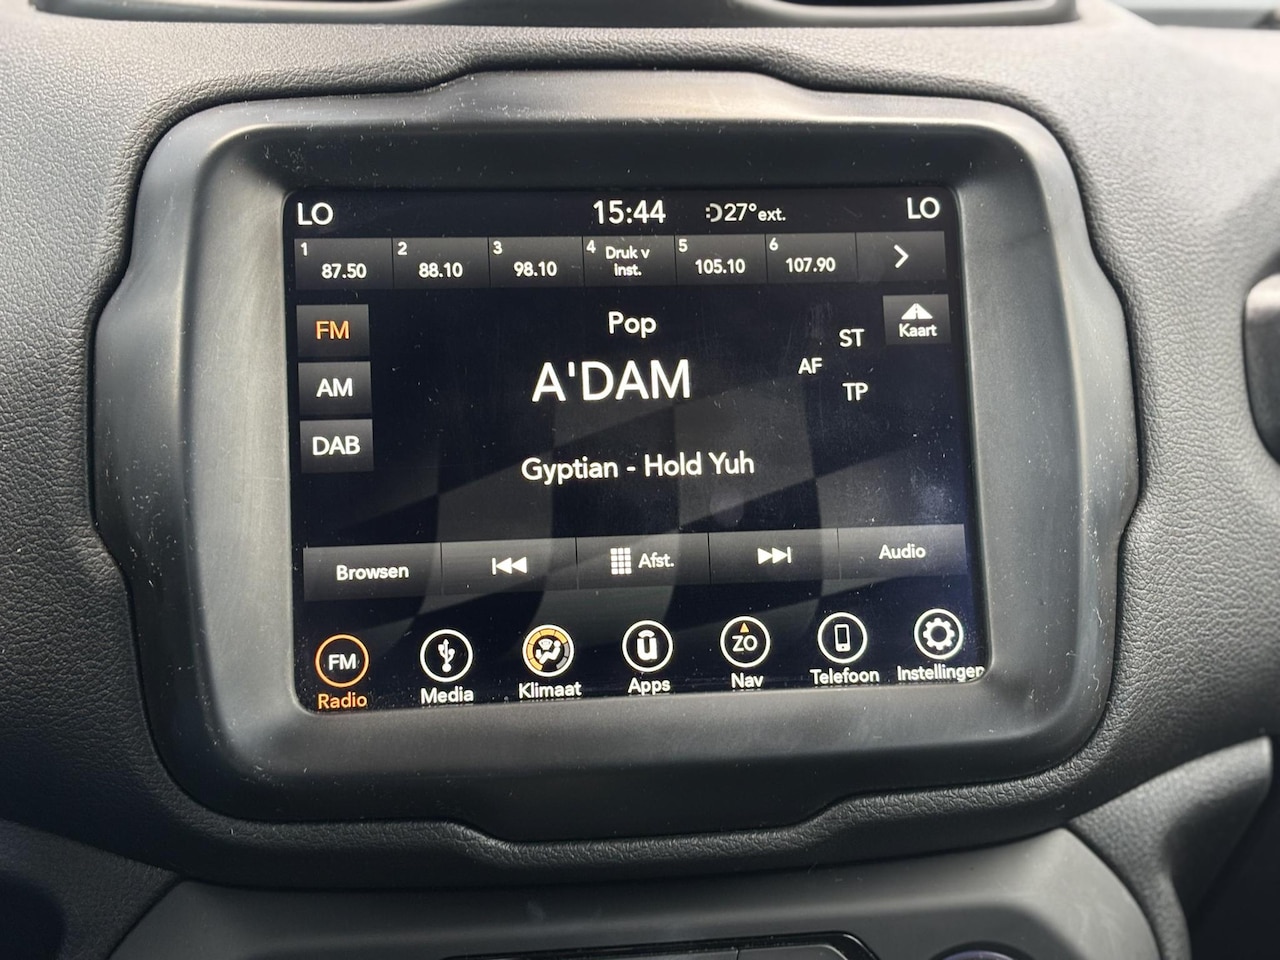 LO 15:44 27° ext. LO
1 87.50 2 88.10 3 98.10 4 Druk v inst. 5 105.10 6 107.90
FM
AM
DAB
Pop
A'DAM
Gyptian - Hold Yuh
ST
AF
TP
Kaart
Browsen Afst. Audio
FM ZO
Radio Media Klimaat Apps Nav Telefoon Instellingen